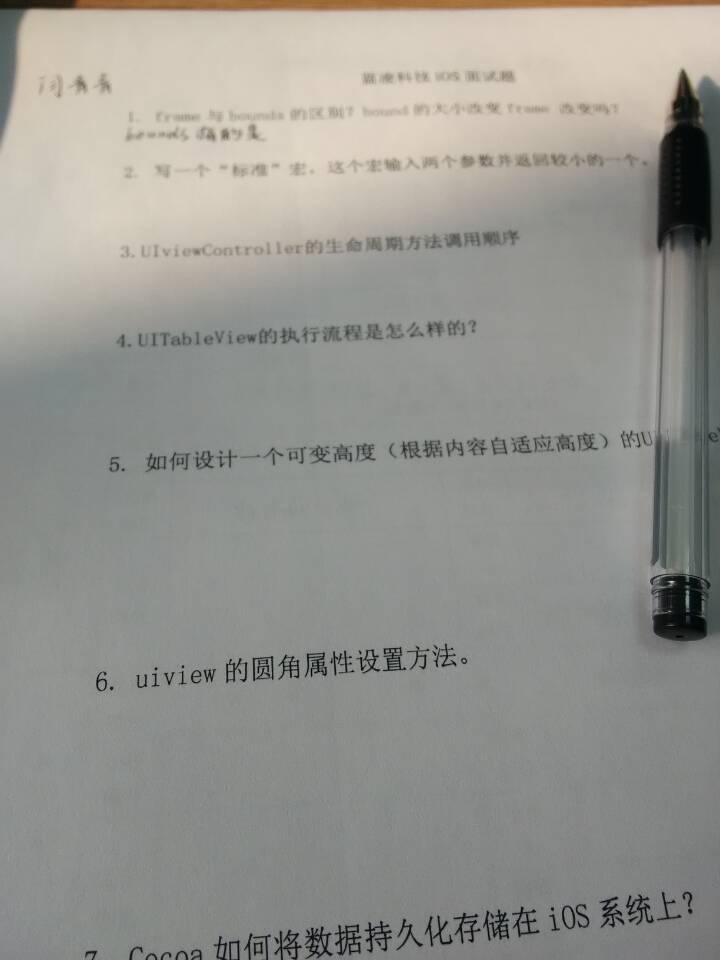 科技 iOS 面试题
1. frame 与 bounds 的区别? bound 的大小改变 frame 改变吗?
bounds 指的是
2. 写一个“标准”宏，这个宏输入两个参数并返回较小的一个。
3.UIviewController的生命周期方法调用顺序
4.UITableView的执行流程是怎么样的?
5. 如何设计一个可变高度（根据内容自适应高度）的U
6. uiview 的圆角属性设置方法。
7. Cocoa 如何将数据持久化存储在 iOS 系统上?